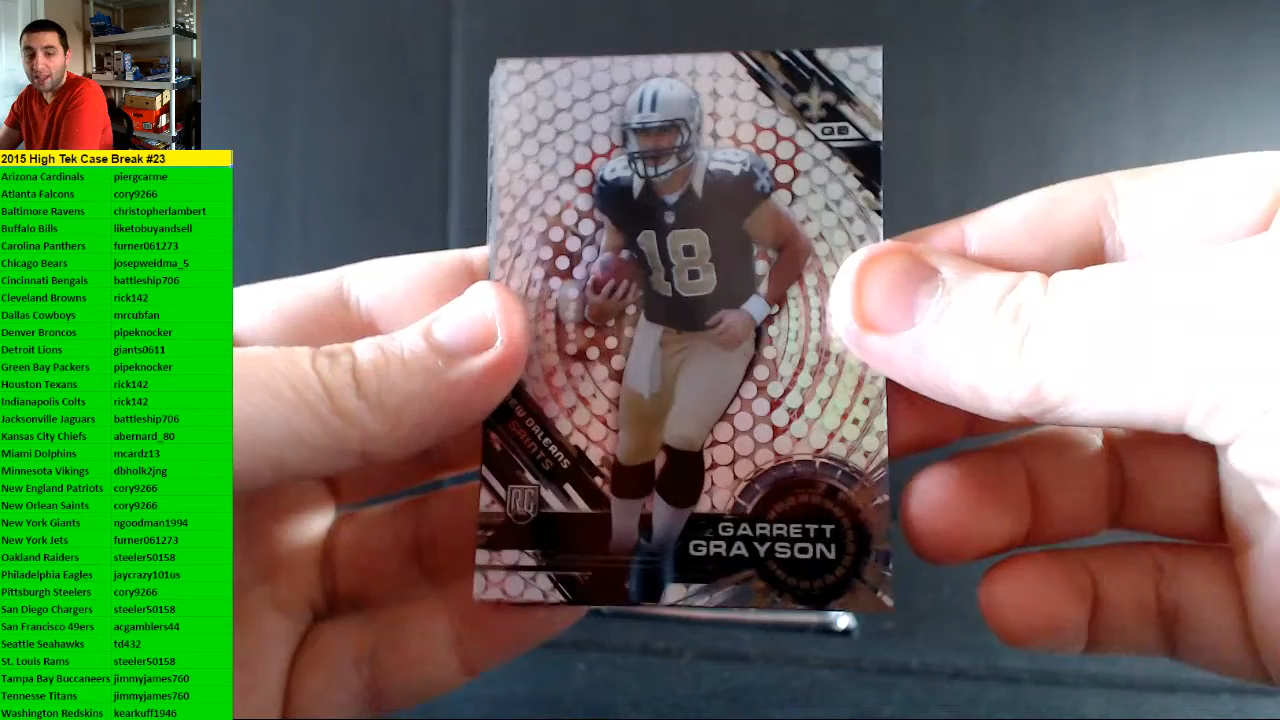 2015 High Tek Case Break #23
Arizona Cardinals piergcarme
Atlanta Falcons cory9266
Baltimore Ravens christopherlambert
Buffalo Bills liketobuyandsell
Carolina Panthers furner061273
Chicago Bears josepweidma_5
Cincinnati Bengals battleship706
Cleveland Browns rick142
Dallas Cowboys mrcubfan
Denver Broncos pipeknocker
Detroit Lions giants0611
Green Bay Packers pipeknocker
Houston Texans rick142
Indianapolis Colts rick142
Jacksonville Jaguars battleship706
Kansas City Chiefs abernard_80
Miami Dolphins mcardz13
Minnesota Vikings dbholk2jng
New England Patriots cory9266
New Orlean Saints cory9266
New York Giants ngoodman1994
New York Jets furner061273
Oakland Raiders steeler50158
Philadelphia Eagles jaycrazy101us
Pittsburgh Steelers cory9266
San Diego Chargers steeler50158
San Francisco 49ers acgamblers44
Seattle Seahawks td432
St. Louis Rams steeler50158
Tampa Bay Buccaneers jimmyjames760
Tennesse Titans jimmyjames760
Washington Redskins kearkuff1946
QB
18
18
NEW ORLEANS
SAINTS
RC
GARRETT
GRAYSON